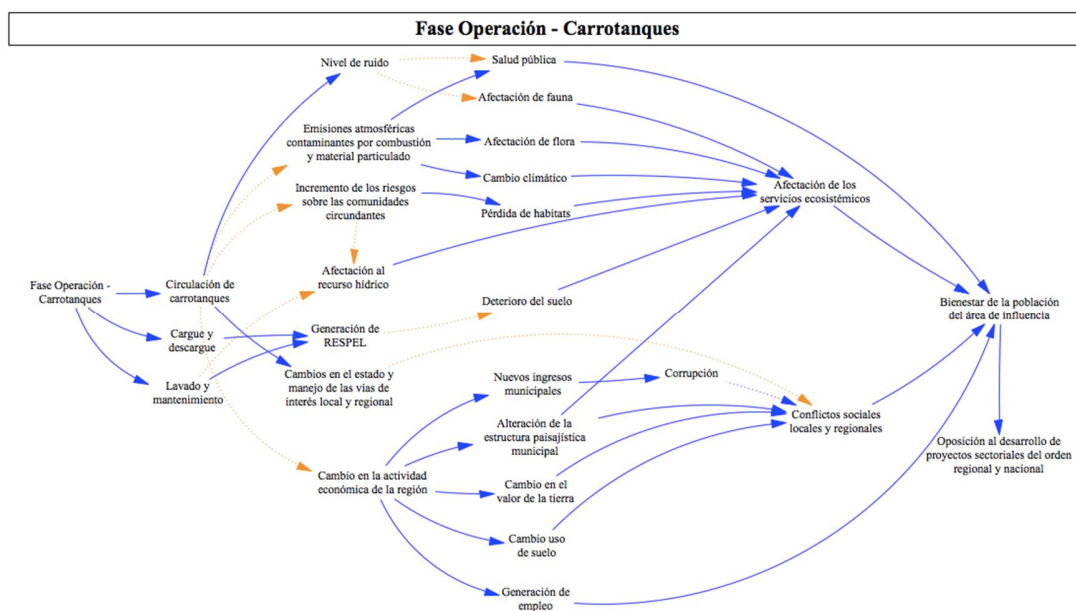 Fase Operación - Carrotanques
Nivel de ruido
Salud pública
Afectación de fauna
Emisiones atmosféricas
contaminantes por combustión
y material particulado
Afectación de flora
Cambio climático
Incremento de los riesgos
sobre las comunidades
circundantes
Pérdida de habitats
Afectación de los
servicios ecosistémicos
Afectación al
recurso hídrico
Fase Operación -
Carrotanques
Circulación de
carrotanques
Deterioro del suelo
Bienestar de la población
del área de influencia
Cargue y
descargue
Generación de
RESPEL
Lavado y
mantenimiento
Cambios en el estado y
manejo de las vías de
interés local y regional
Nuevos ingresos
municipales
Corrupción
Conflictos sociales
locales y regionales
Alteración de la
estructura paisajística
municipal
Oposición al desarrollo de
proyectos sectoriales del orden
regional y nacional
Cambio en la actividad
económica de la región
Cambio en el
valor de la tierra
Cambio uso
de suelo
Generación de
empleo